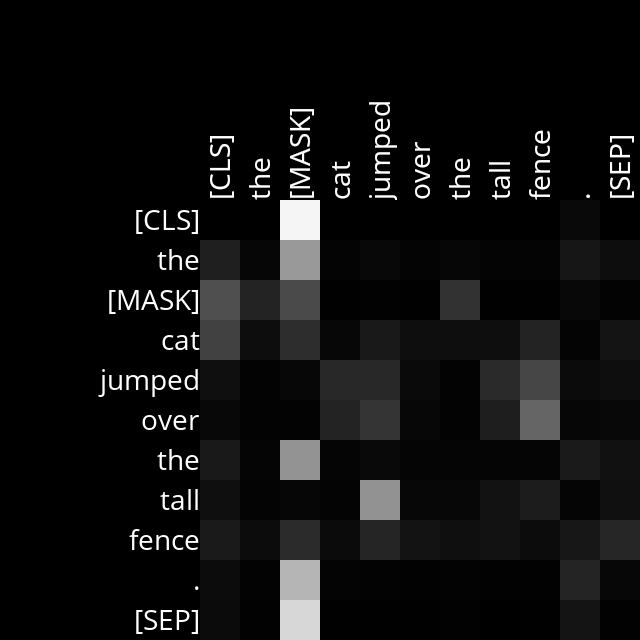 [CLS] the [MASK] cat jumped over the tall fence . [SEP]
[CLS]
the
[MASK]
cat
jumped
over
the
tall
fence
.
[SEP]